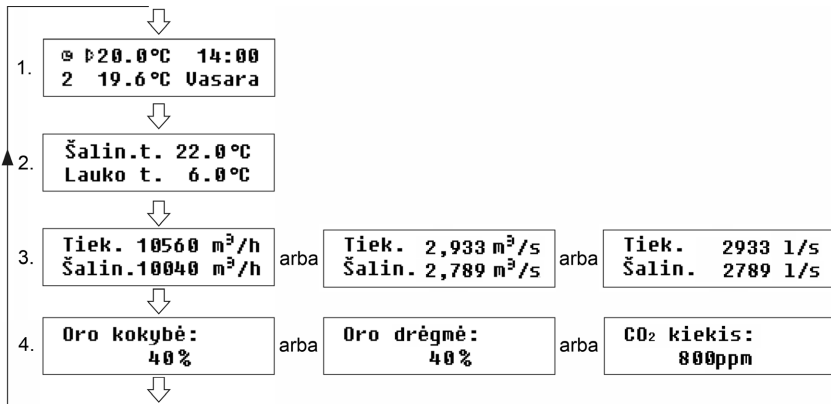 1.
20.0°C 14:00
2 19.6°C Vasara
2.
Šalin.t. 22.0°C
Lauko t. 6.0°C
3.
Tiek. 10560 m³/h
Šalin.10040 m³/h
arba
Tiek. 2,933 m³/s
Šalin. 2,789 m³/s
arba
Tiek. 2933 l/s
Šalin. 2789 l/s
4.
Oro kokybė:
40%
arba
Oro drėgmė:
40%
arba
CO₂ kiekis:
800ppm